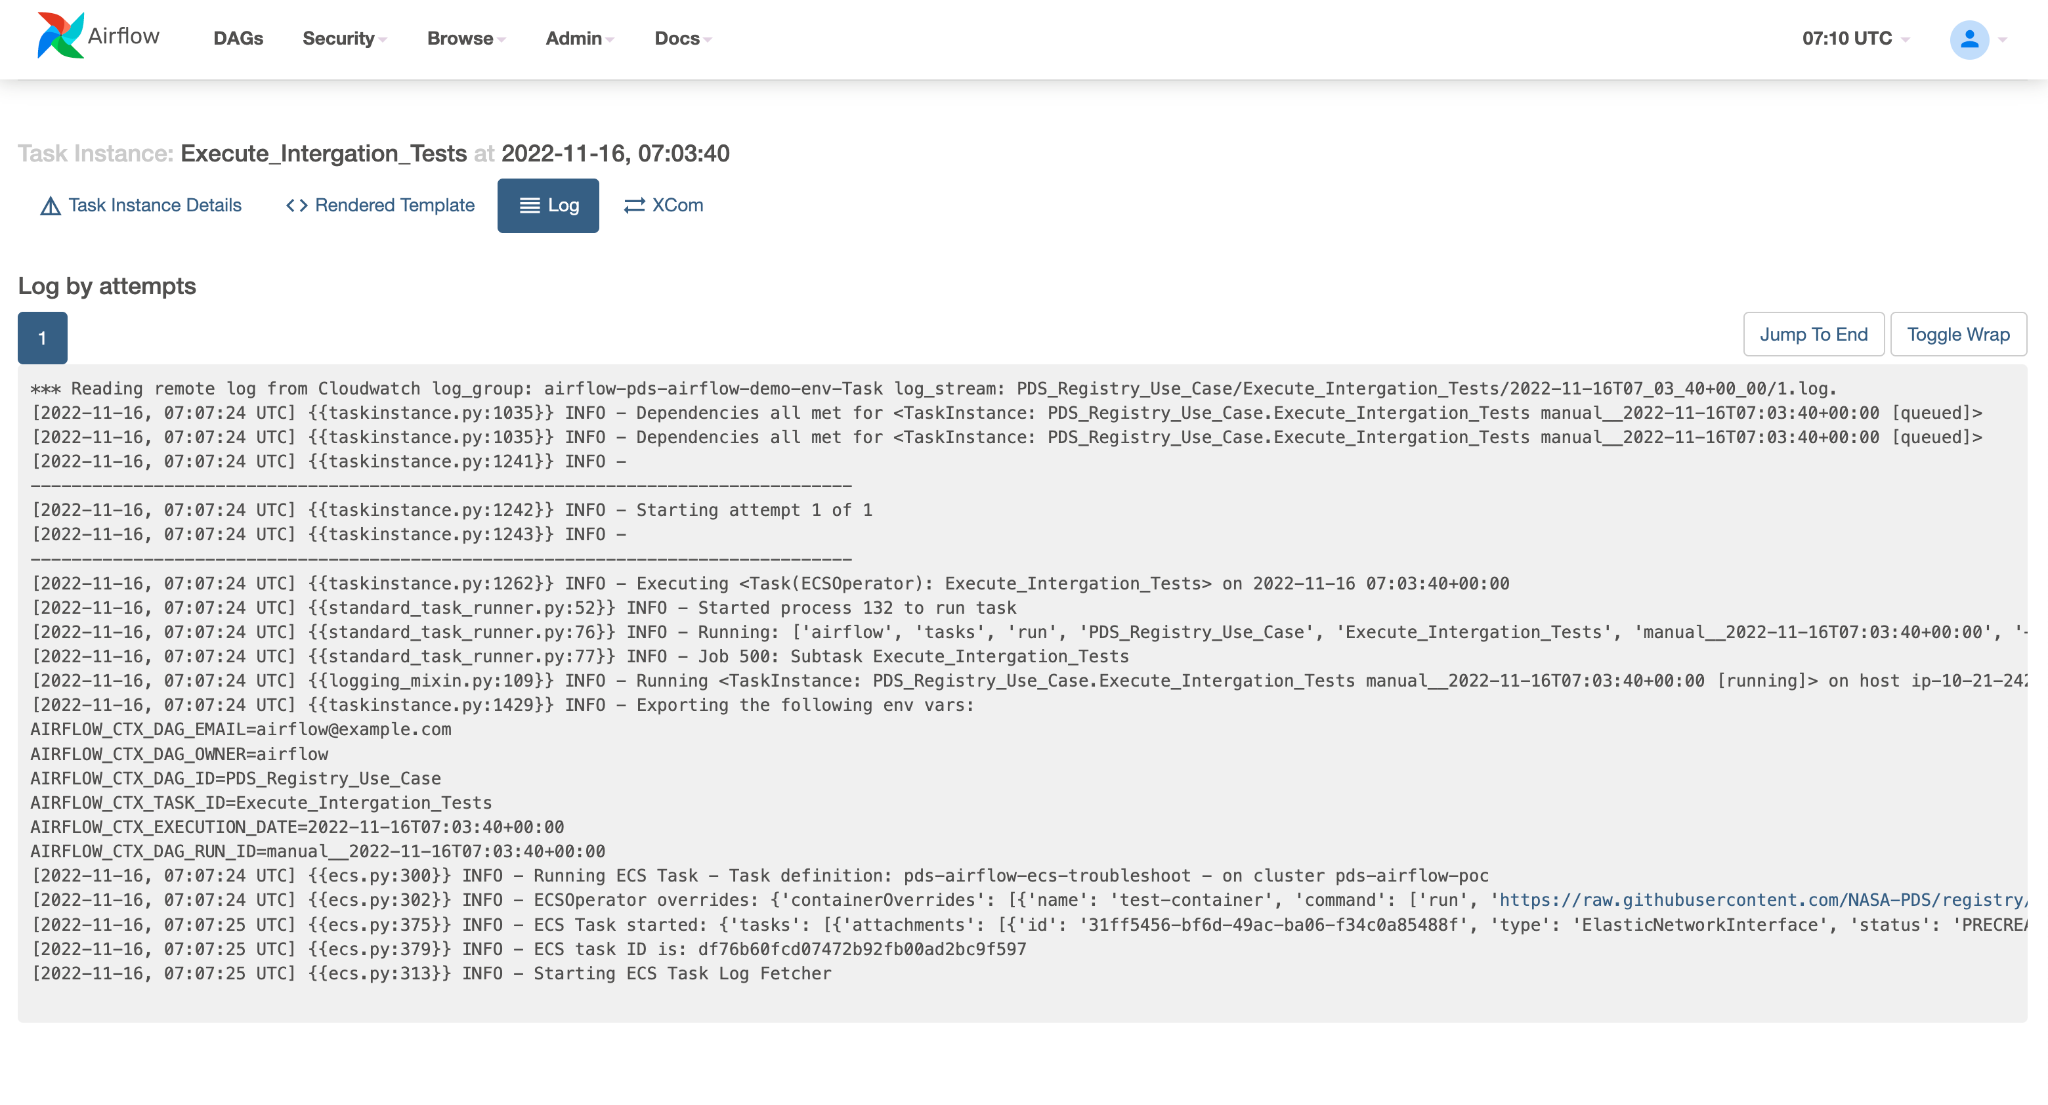 Airflow DAGs Security Browse Admin Docs 07:10 UTC
Task Instance: Execute_Intergation_Tests at 2022-11-16, 07:03:40
Task Instance Details <> Rendered Template Log XCom
Log by attempts
1 Jump To End Toggle Wrap
*** Reading remote log from Cloudwatch log_group: airflow-pds-airflow-demo-env-Task log_stream: PDS_Registry_Use_Case/Execute_Intergation_Tests/2022-11-16T07_03_40+00_00/1.log.
[2022-11-16, 07:07:24 UTC] {{taskinstance.py:1035}} INFO - Dependencies all met for <TaskInstance: PDS_Registry_Use_Case.Execute_Intergation_Tests manual__2022-11-16T07:03:40+00:00 [queued]>
[2022-11-16, 07:07:24 UTC] {{taskinstance.py:1035}} INFO - Dependencies all met for <TaskInstance: PDS_Registry_Use_Case.Execute_Intergation_Tests manual__2022-11-16T07:03:40+00:00 [queued]>
[2022-11-16, 07:07:24 UTC] {{taskinstance.py:1241}} INFO -
--------------------------------------------------------------------------------
[2022-11-16, 07:07:24 UTC] {{taskinstance.py:1242}} INFO - Starting attempt 1 of 1
[2022-11-16, 07:07:24 UTC] {{taskinstance.py:1243}} INFO -
--------------------------------------------------------------------------------
[2022-11-16, 07:07:24 UTC] {{taskinstance.py:1262}} INFO - Executing <Task(ECSOperator): Execute_Intergation_Tests> on 2022-11-16 07:03:40+00:00
[2022-11-16, 07:07:24 UTC] {{standard_task_runner.py:52}} INFO - Started process 132 to run task
[2022-11-16, 07:07:24 UTC] {{standard_task_runner.py:76}} INFO - Running: ['airflow', 'tasks', 'run', 'PDS_Registry_Use_Case', 'Execute_Intergation_Tests', 'manual__2022-11-16T07:03:40+00:00', '-
[2022-11-16, 07:07:24 UTC] {{standard_task_runner.py:77}} INFO - Job 500: Subtask Execute_Intergation_Tests
[2022-11-16, 07:07:24 UTC] {{logging_mixin.py:109}} INFO - Running <TaskInstance: PDS_Registry_Use_Case.Execute_Intergation_Tests manual__2022-11-16T07:03:40+00:00 [running]> on host ip-10-21-242
[2022-11-16, 07:07:24 UTC] {{taskinstance.py:1429}} INFO - Exporting the following env vars:
AIRFLOW_CTX_DAG_EMAIL=airflow@example.com
AIRFLOW_CTX_DAG_OWNER=airflow
AIRFLOW_CTX_DAG_ID=PDS_Registry_Use_Case
AIRFLOW_CTX_TASK_ID=Execute_Intergation_Tests
AIRFLOW_CTX_EXECUTION_DATE=2022-11-16T07:03:40+00:00
AIRFLOW_CTX_DAG_RUN_ID=manual__2022-11-16T07:03:40+00:00
[2022-11-16, 07:07:24 UTC] {{ecs.py:300}} INFO - Running ECS Task - Task definition: pds-airflow-ecs-troubleshoot - on cluster pds-airflow-poc
[2022-11-16, 07:07:24 UTC] {{ecs.py:302}} INFO - ECSOperator overrides: {'containerOverrides': [{'name': 'test-container', 'command': ['run', 'https://raw.githubusercontent.com/NASA-PDS/registry/
[2022-11-16, 07:07:25 UTC] {{ecs.py:375}} INFO - ECS Task started: {'tasks': [{'attachments': [{'id': '31ff5456-bf6d-49ac-ba06-f34c0a85488f', 'type': 'ElasticNetworkInterface', 'status': 'PRECREA
[2022-11-16, 07:07:25 UTC] {{ecs.py:379}} INFO - ECS task ID is: df76b60fcd07472b92fb00ad2bc9f597
[2022-11-16, 07:07:25 UTC] {{ecs.py:313}} INFO - Starting ECS Task Log Fetcher